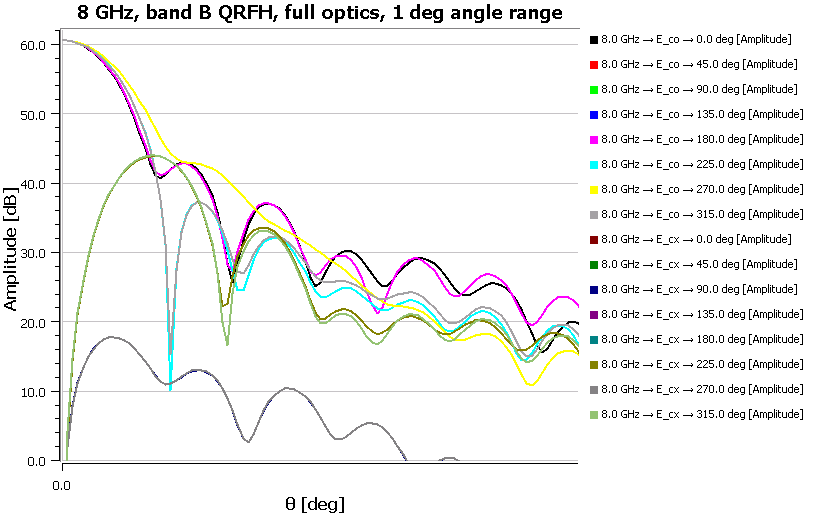 8 GHz, band B QRFH, full optics, 1 deg angle range
60.0
50.0
40.0
30.0
20.0
10.0
0.0
Amplitude [dB]
0.0
θ [deg]
8.0 GHz → E_co → 0.0 deg [Amplitude]
8.0 GHz → E_co → 45.0 deg [Amplitude]
8.0 GHz → E_co → 90.0 deg [Amplitude]
8.0 GHz → E_co → 135.0 deg [Amplitude]
8.0 GHz → E_co → 180.0 deg [Amplitude]
8.0 GHz → E_co → 225.0 deg [Amplitude]
8.0 GHz → E_co → 270.0 deg [Amplitude]
8.0 GHz → E_co → 315.0 deg [Amplitude]
8.0 GHz → E_cx → 0.0 deg [Amplitude]
8.0 GHz → E_cx → 45.0 deg [Amplitude]
8.0 GHz → E_cx → 90.0 deg [Amplitude]
8.0 GHz → E_cx → 135.0 deg [Amplitude]
8.0 GHz → E_cx → 180.0 deg [Amplitude]
8.0 GHz → E_cx → 225.0 deg [Amplitude]
8.0 GHz → E_cx → 270.0 deg [Amplitude]
8.0 GHz → E_cx → 315.0 deg [Amplitude]